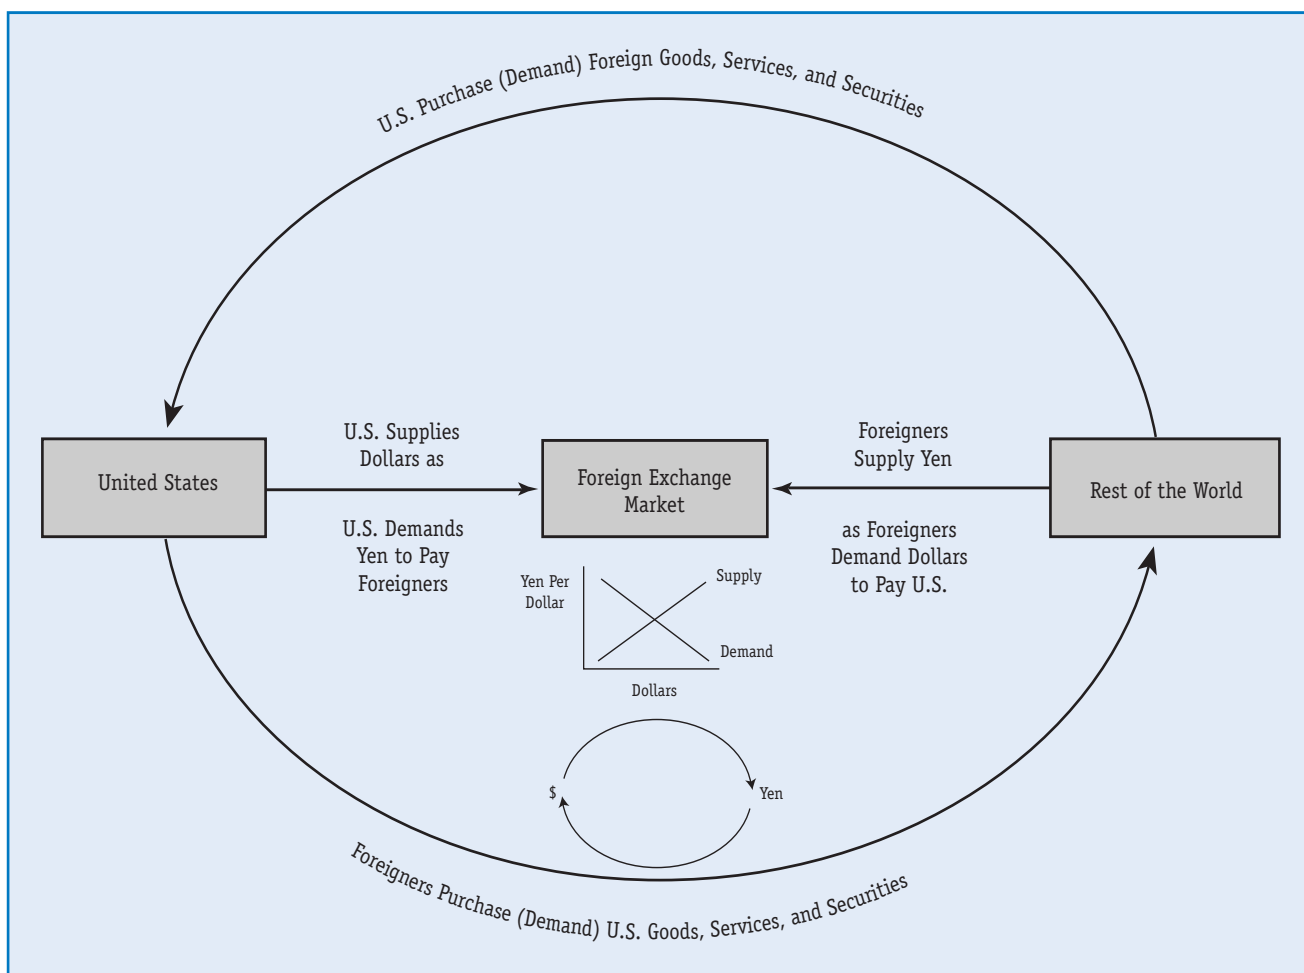 U.S. Purchase (Demand) Foreign Goods, Services, and Securities
United States
U.S. Supplies
Dollars as
U.S. Demands
Yen to Pay
Foreigners
Foreign Exchange
Market
Foreigners
Supply Yen
as Foreigners
Demand Dollars
to Pay U.S.
Rest of the World
Yen Per
Dollar
Supply
Demand
Dollars
$
Yen
Foreigners Purchase (Demand) U.S. Goods, Services, and Securities